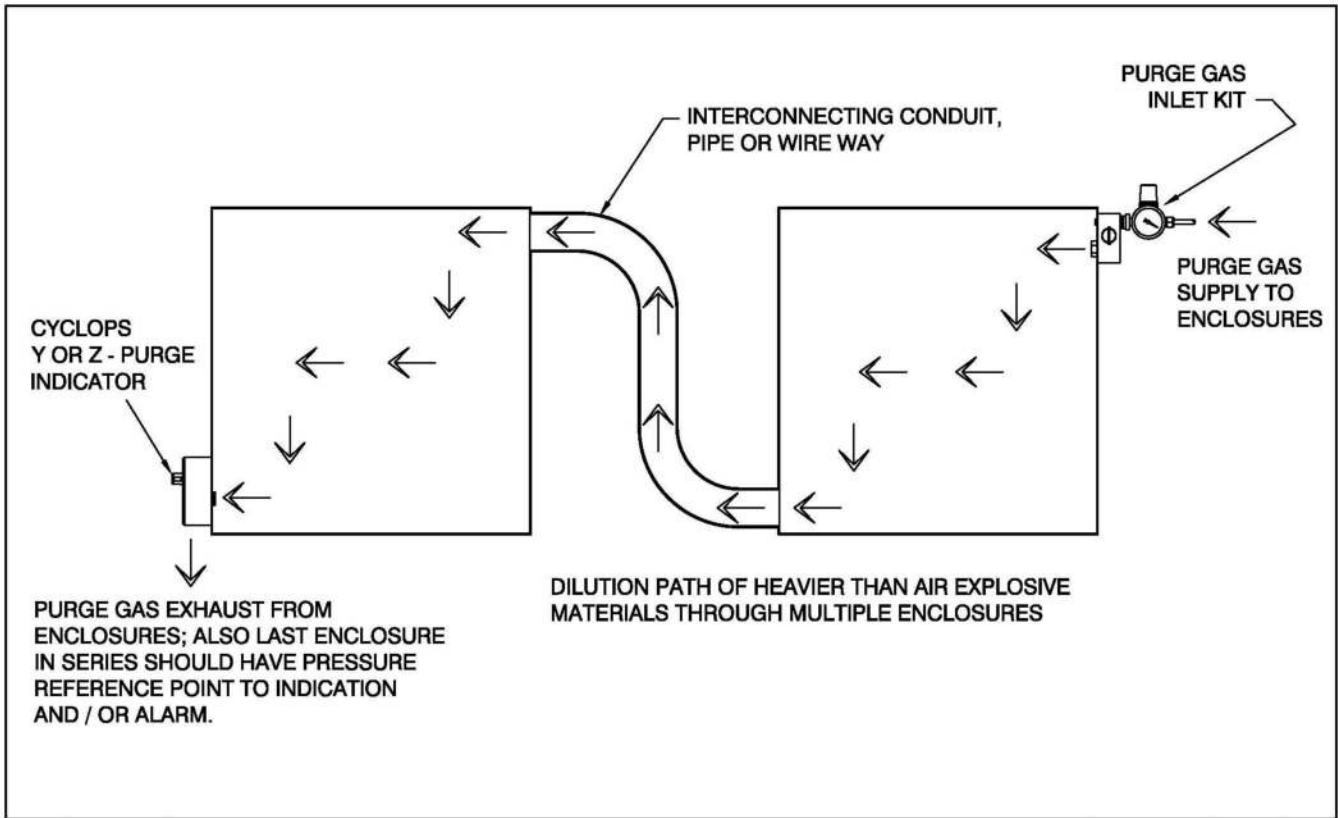 PURGE GAS
INLET KIT
INTERCONNECTING CONDUIT,
PIPE OR WIRE WAY
PURGE GAS
SUPPLY TO
ENCLOSURES
CYCLOPS
Y OR Z - PURGE
INDICATOR
DILUTION PATH OF HEAVIER THAN AIR EXPLOSIVE
MATERIALS THROUGH MULTIPLE ENCLOSURES
PURGE GAS EXHAUST FROM
ENCLOSURES; ALSO LAST ENCLOSURE
IN SERIES SHOULD HAVE PRESSURE
REFERENCE POINT TO INDICATION
AND / OR ALARM.